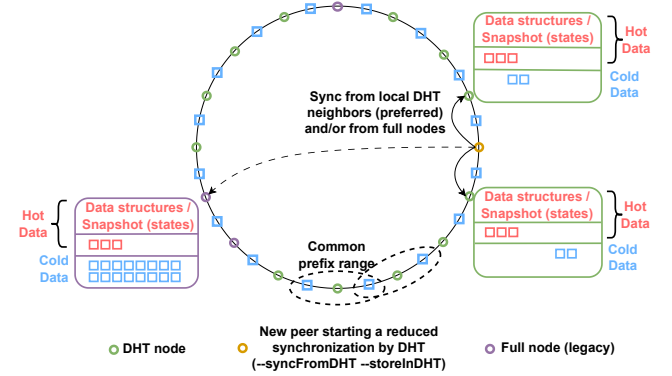 Data structures /
Snapshot (states)
Hot
Data
Cold
Data
Sync from local DHT
neighbors (preferred)
and/or from full nodes
Data structures /
Snapshot (states)
Hot
Data
Cold
Data
Data structures /
Snapshot (states)
Hot
Data
Cold
Data
Common
prefix range
DHT node
New peer starting a reduced
synchronization by DHT
(--syncFromDHT --storeInDHT)
Full node (legacy)